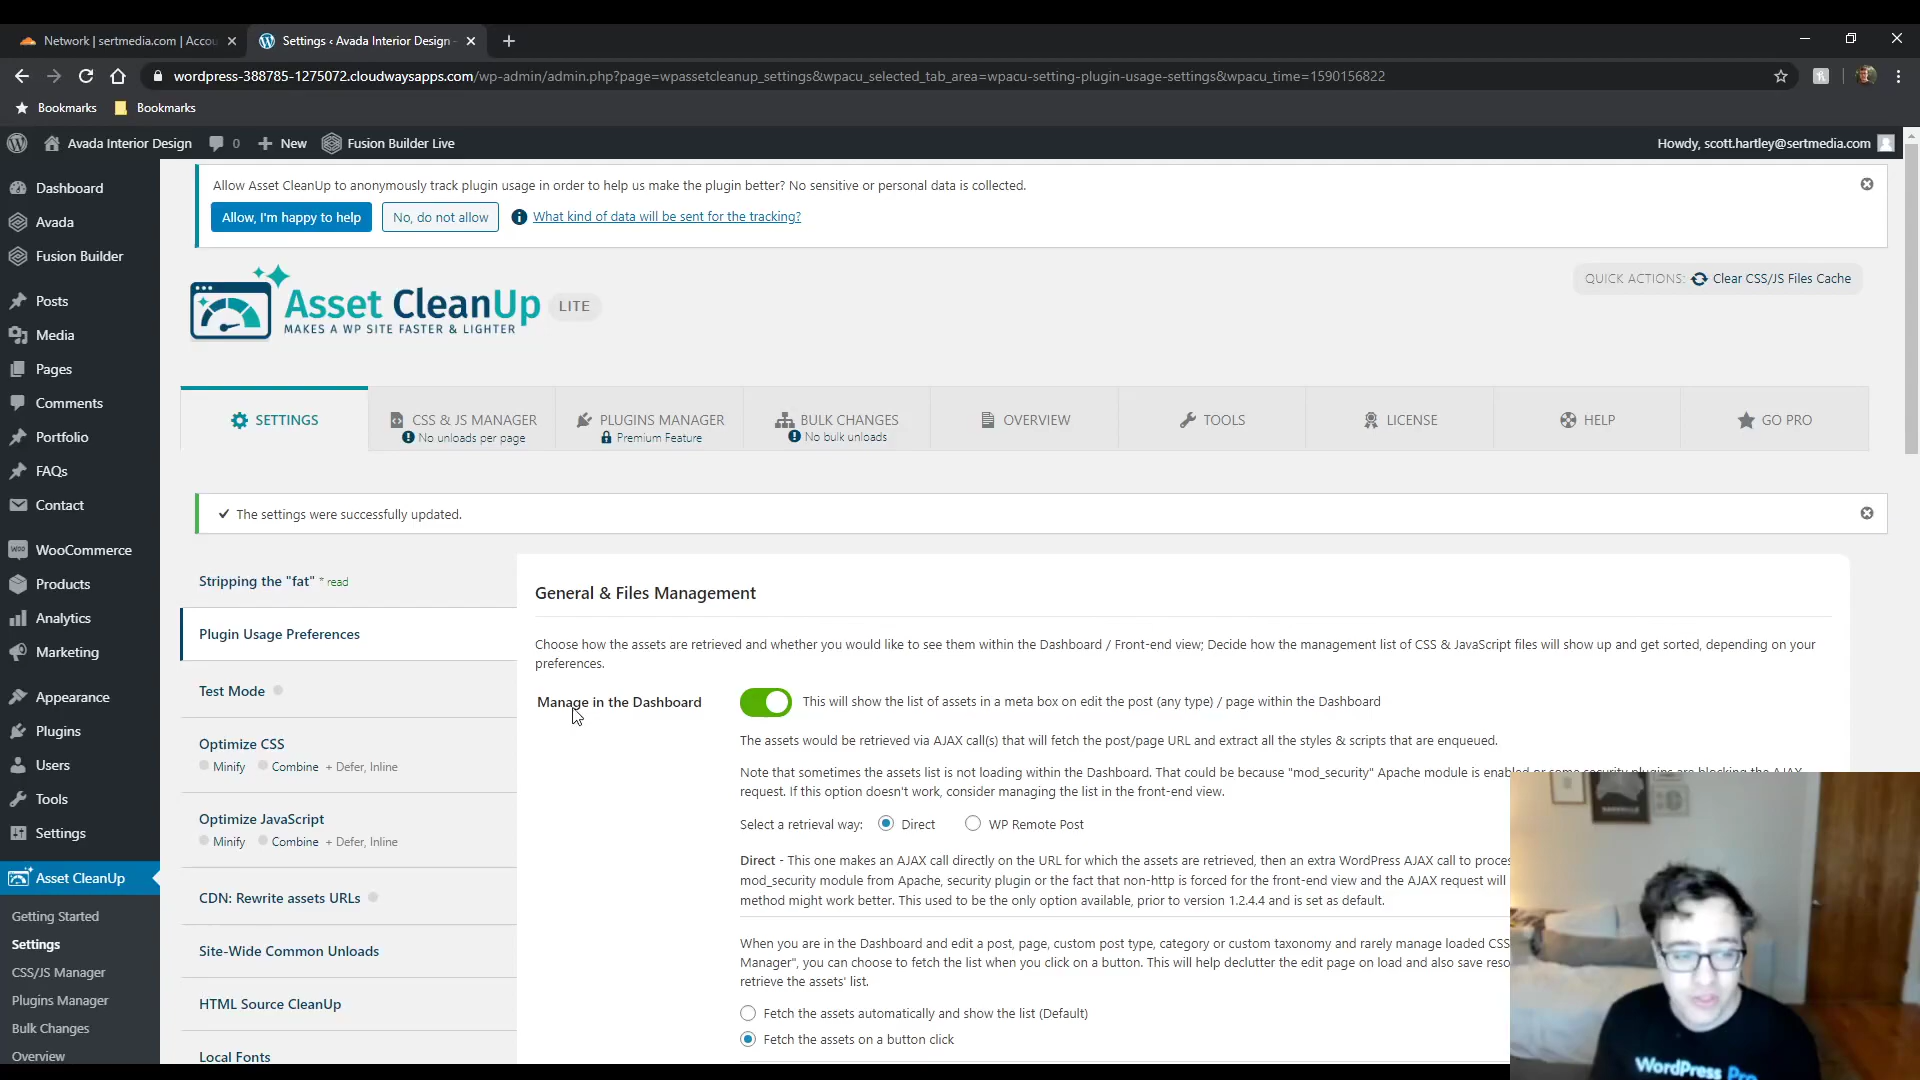 Network | sertmedia.com | Accou
Settings ‹ Avada Interior Design -
wordpress-388785-1275072.cloudwaysapps.com/wp-admin/admin.php?page=wpassetcleanup_settings&wpacu_selected_tab_area=wpacu-setting-plugin-usage-settings&wpacu_time=1590156822
Bookmarks
Bookmarks
Avada Interior Design
0
New
Fusion Builder Live
Howdy, scott.hartley@sertmedia.com
Dashboard
Avada
Fusion Builder
Posts
Media
Pages
Comments
Portfolio
FAQs
Contact
WooCommerce
Products
Analytics
Marketing
Appearance
Plugins
Users
Tools
Settings
Asset CleanUp
Getting Started
Settings
CSS/JS Manager
Plugins Manager
Bulk Changes
Overview
Allow Asset CleanUp to anonymously track plugin usage in order to help us make the plugin better? No sensitive or personal data is collected.
Allow, I'm happy to help
No, do not allow
What kind of data will be sent for the tracking?
Asset CleanUp
LITE
MAKES A WP SITE FASTER & LIGHTER
QUICK ACTIONS:
Clear CSS/JS Files Cache
SETTINGS
CSS & JS MANAGER
No unloads per page
PLUGINS MANAGER
Premium Feature
BULK CHANGES
No bulk unloads
OVERVIEW
TOOLS
LICENSE
HELP
GO PRO
The settings were successfully updated.
Stripping the "fat" * read
Plugin Usage Preferences
Test Mode
Optimize CSS
Minify
Combine
+ Defer, Inline
Optimize JavaScript
Minify
Combine
+ Defer, Inline
CDN: Rewrite assets URLs
Site-Wide Common Unloads
HTML Source CleanUp
Local Fonts
General & Files Management
Choose how the assets are retrieved and whether you would like to see them within the Dashboard / Front-end view; Decide how the management list of CSS & JavaScript files will show up and get sorted, depending on your
preferences.
Manage in the Dashboard
This will show the list of assets in a meta box on edit the post (any type) / page within the Dashboard
The assets would be retrieved via AJAX call(s) that will fetch the post/page URL and extract all the styles & scripts that are enqueued.
Note that sometimes the assets list is not loading within the Dashboard. That could be because "mod_security" Apache module is enabled or some security plugins are blocking the AJAX
request. If this option doesn't work, consider managing the list in the front-end view.
Select a retrieval way:
Direct
WP Remote Post
Direct - This one makes an AJAX call directly on the URL for which the assets are retrieved, then an extra WordPress AJAX call to proces
mod_security module from Apache, security plugin or the fact that non-http is forced for the front-end view and the AJAX request will
method might work better. This used to be the only option available, prior to version 1.2.4.4 and is set as default.
When you are in the Dashboard and edit a post, page, custom post type, category or custom taxonomy and rarely manage loaded CSS
Manager", you can choose to fetch the list when you click on a button. This will help declutter the edit page on load and also save reso
retrieve the assets' list.
Fetch the assets automatically and show the list (Default)
Fetch the assets on a button click
WordPress Pro